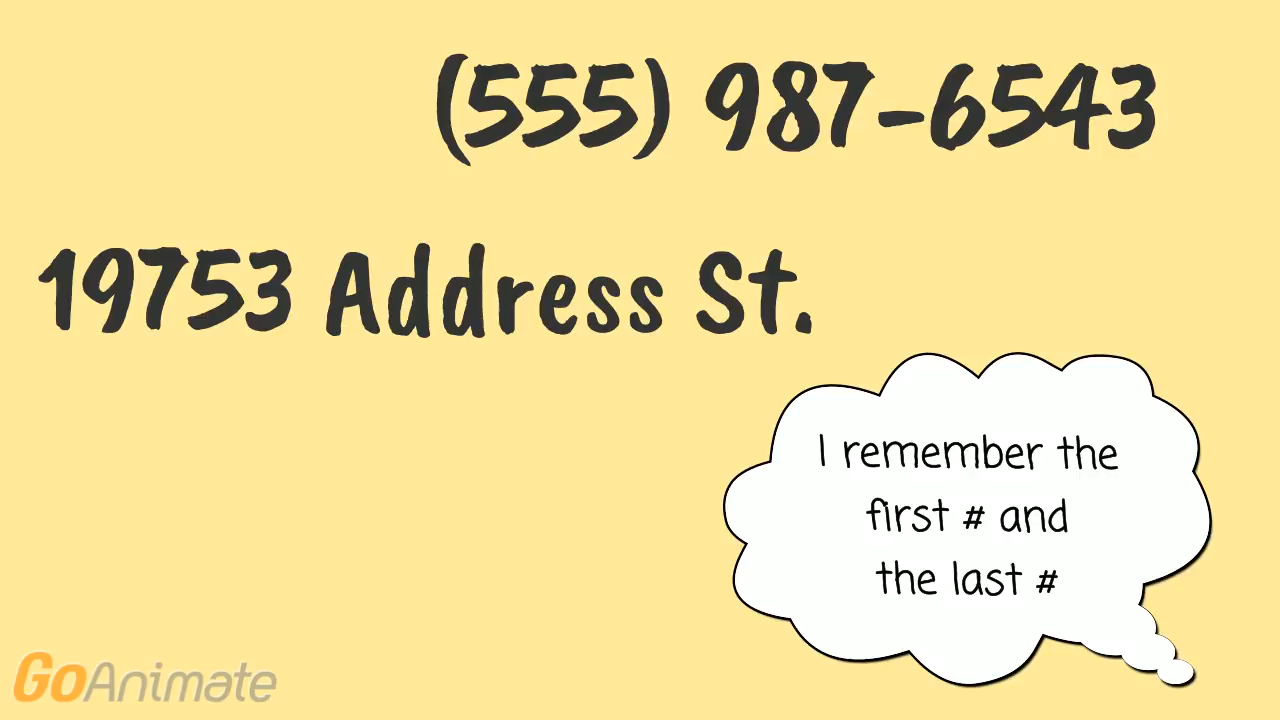 (555) 987-6543
19753 Address St.
I remember the
first # and
the last #
GoAnimate